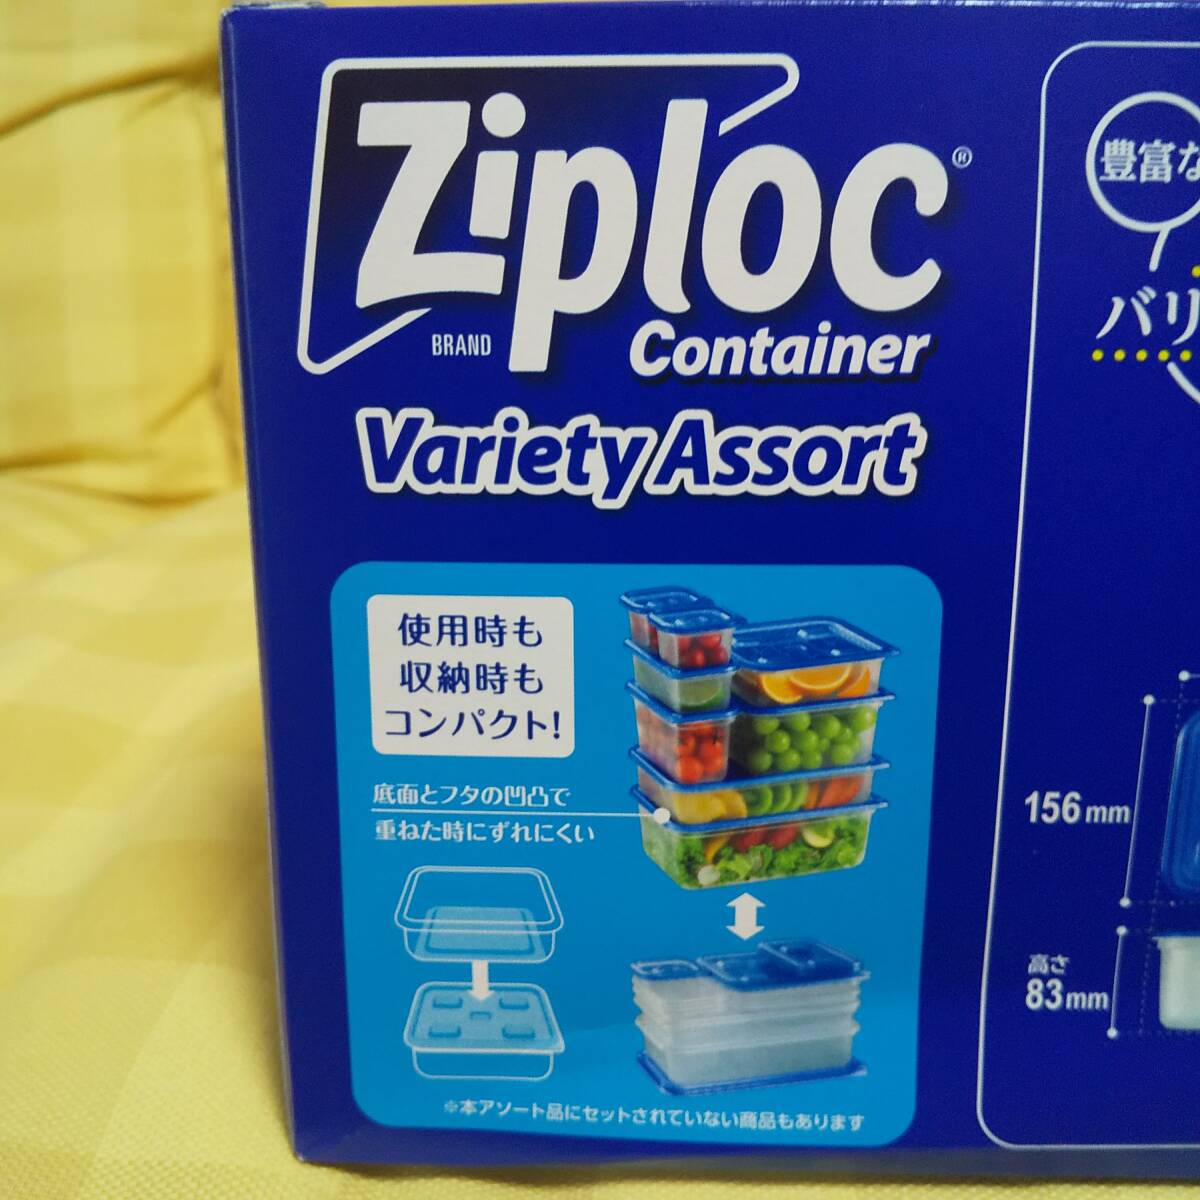 Ziploc®
BRAND
Container
Variety Assort
使用時も
収納時も
コンパクト!
底面とフタの凹凸で
重ねた時にずれにくい
※本アソート品にセットされていない商品もあります
豊富な
バリ
156mm
高さ
83mm